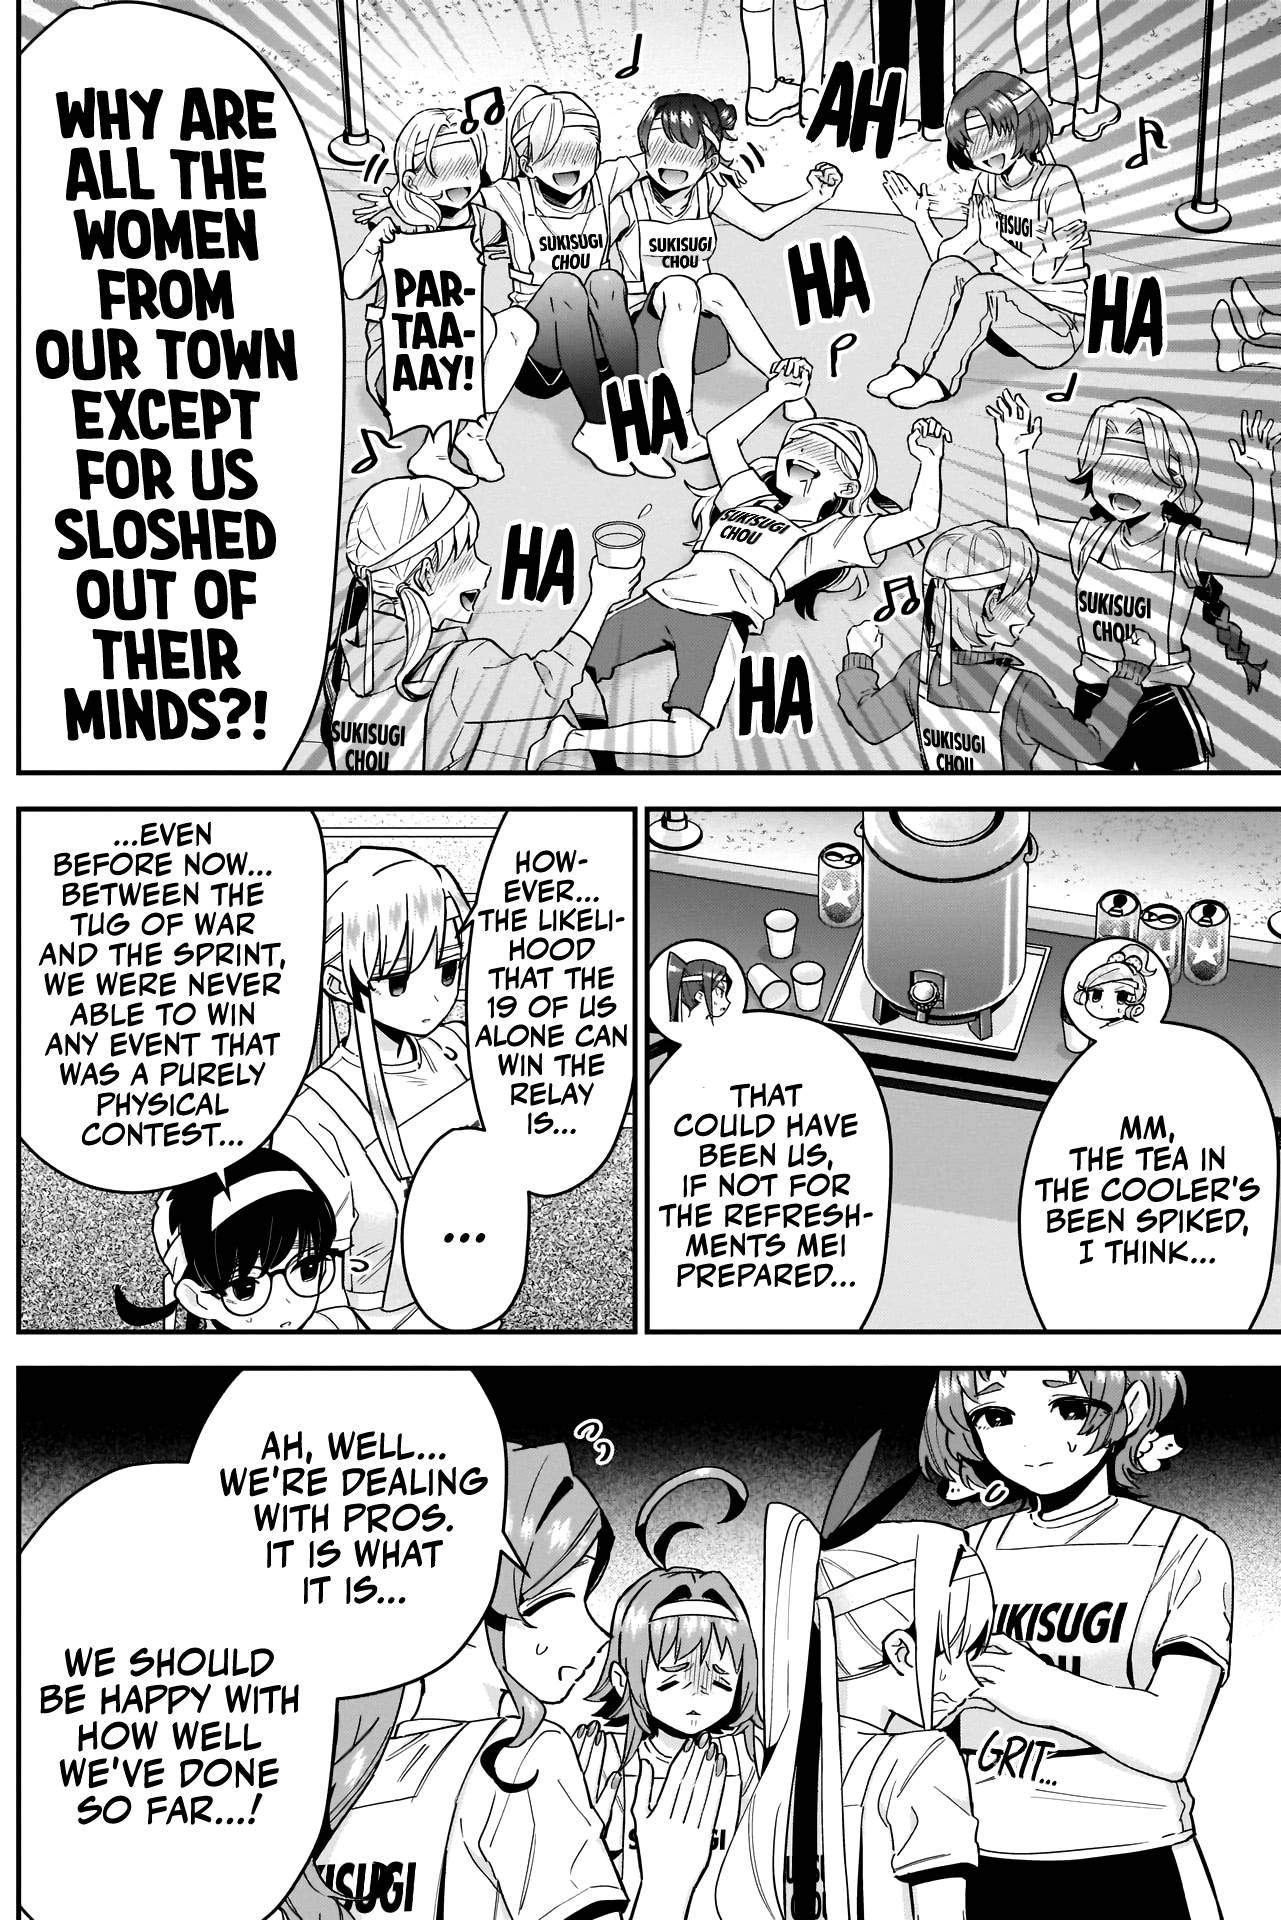 WHY ARE
ALL THE
WOMEN
FROM
OUR TOWN
EXCEPT
FOR US
SLOSHED
OUT OF
THEIR
MINDS?!
AH
HA
HA
HA
HA
HA
PAR-
TAA-
AAY!
SUKISUGI
CHOU
SUKISUGI
CHOU
KISUGI
HOU
SUKISUGI
CHOU
SUKISUGI
CHOU
SUKISUGI
CHOU
SUKISUGI
CHOU
MM,
THE TEA IN
THE COOLER'S
BEEN SPIKED,
I THINK...
THAT
COULD HAVE
BEEN US,
IF NOT FOR
THE REFRESH-
MENTS MEI
PREPARED...
HOW-
EVER...
THE LIKELI-
HOOD
THAT THE
19 OF US
ALONE CAN
WIN THE
RELAY
IS...
...
...EVEN
BEFORE NOW...
BETWEEN THE
TUG OF WAR
AND THE SPRINT,
WE WERE NEVER
ABLE TO WIN
ANY EVENT THAT
WAS A PURELY
PHYSICAL
CONTEST...
AH, WELL...
WE'RE DEALING
WITH PROS.
IT IS WHAT
IT IS...
WE SHOULD
BE HAPPY WITH
HOW WELL
WE'VE DONE
SO FAR...!
UKISUGI
GRIT...
UGI
OU
ISUGI